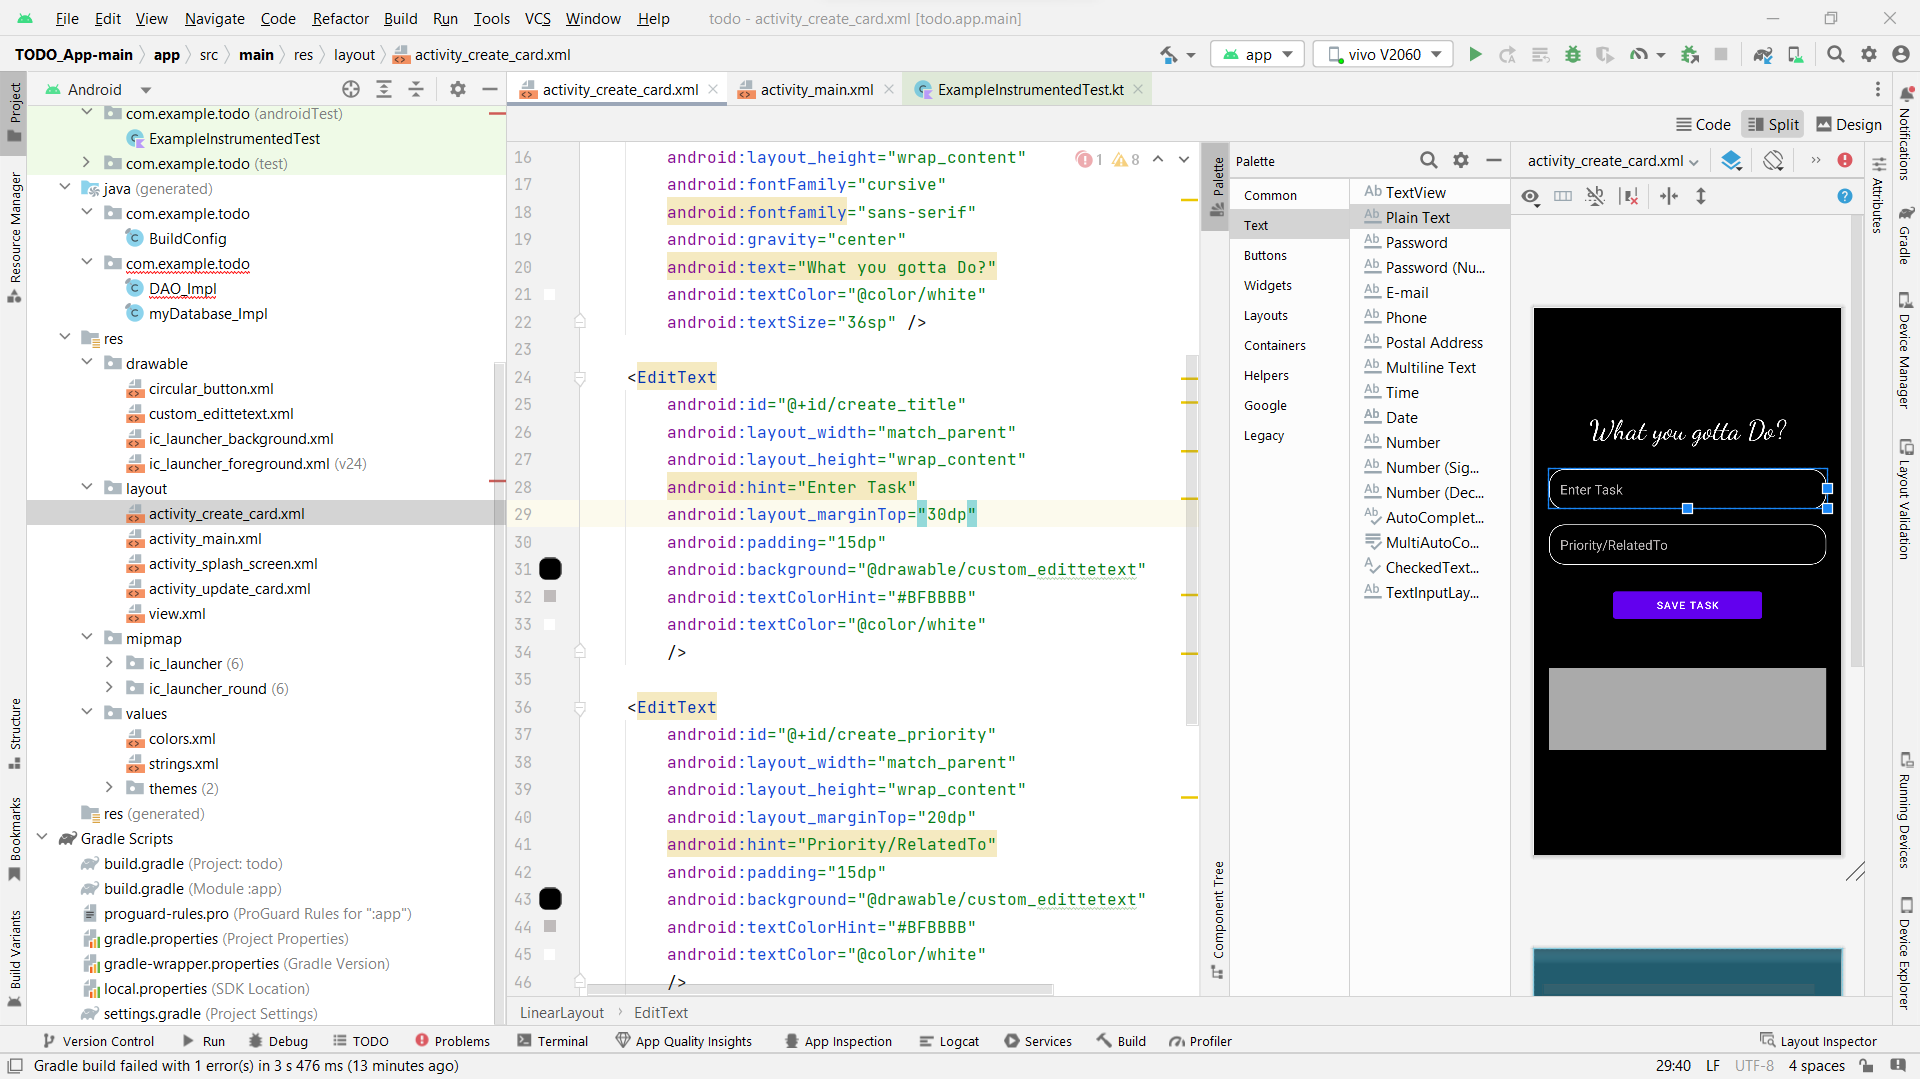 File Edit View Navigate Code Refactor Build Run Tools VCS Window Help todo - activity_create_card.xml [todo.app.main]
TODO_App-main app src main res layout activity_create_card.xml app vivo V2060
Project
Resource Manager
Structure
Bookmarks
Build Variants
Android
com.example.todo (androidTest)
ExampleInstrumentedTest
com.example.todo (test)
java (generated)
com.example.todo
BuildConfig
com.example.todo
DAO_Impl
myDatabase_Impl
res
drawable
circular_button.xml
custom_edittetext.xml
ic_launcher_background.xml
ic_launcher_foreground.xml (v24)
layout
activity_create_card.xml
activity_main.xml
activity_splash_screen.xml
activity_update_card.xml
view.xml
mipmap
ic_launcher (6)
ic_launcher_round (6)
values
colors.xml
strings.xml
themes (2)
res (generated)
Gradle Scripts
build.gradle (Project: todo)
build.gradle (Module :app)
proguard-rules.pro (ProGuard Rules for ":app")
gradle.properties (Project Properties)
gradle-wrapper.properties (Gradle Version)
local.properties (SDK Location)
settings.gradle (Project Settings)
activity_create_card.xml activity_main.xml ExampleInstrumentedTest.kt
Code Split Design
1 8
16 android:layout_height="wrap_content"
17 android:fontFamily="cursive"
18 android:fontfamily="sans-serif"
19 android:gravity="center"
20 android:text="What you gotta Do?"
21 android:textColor="@color/white"
22 android:textSize="36sp" />
23
24 <EditText
25 android:id="@+id/create_title"
26 android:layout_width="match_parent"
27 android:layout_height="wrap_content"
28 android:hint="Enter Task"
29 android:layout_marginTop="30dp"
30 android:padding="15dp"
31 android:background="@drawable/custom_edittetext"
32 android:textColorHint="#BFBBBB"
33 android:textColor="@color/white"
34 />
35
36 <EditText
37 android:id="@+id/create_priority"
38 android:layout_width="match_parent"
39 android:layout_height="wrap_content"
40 android:layout_marginTop="20dp"
41 android:hint="Priority/RelatedTo"
42 android:padding="15dp"
43 android:background="@drawable/custom_edittetext"
44 android:textColorHint="#BFBBBB"
45 android:textColor="@color/white"
46 />
LinearLayout EditText
Palette
Component Tree
Palette
Common
Text
Buttons
Widgets
Layouts
Containers
Helpers
Google
Legacy
Ab TextView
Ab Plain Text
Ab Password
Ab Password (Nu...
Ab E-mail
Ab Phone
Ab Postal Address
Ab Multiline Text
Ab Time
Ab Date
Ab Number
Ab Number (Sig...
Ab Number (Dec...
AutoComplet...
MultiAutoCo...
CheckedText...
Ab TextInputLay...
activity_create_card.xml
What you gotta Do?
Enter Task
Priority/RelatedTo
SAVE TASK
Attributes
Notifications
Gradle
Device Manager
Layout Validation
Running Devices
Device Explorer
Version Control Run Debug TODO Problems Terminal App Quality Insights App Inspection Logcat Services Build Profiler Layout Inspector
Gradle build failed with 1 error(s) in 3 s 476 ms (13 minutes ago) 29:40 LF UTF-8 4 spaces